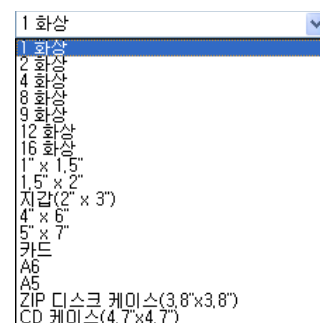 1 화상
1 화상
2 화상
4 화상
8 화상
9 화상
12 화상
16 화상
1" x 1,5"
1,5" x 2"
지갑(2" x 3")
4" x 6"
5" x 7"
카드
A6
A5
ZIP 디스크 케이스(3,8"x3,8")
CD 케이스(4,7"x4,7")